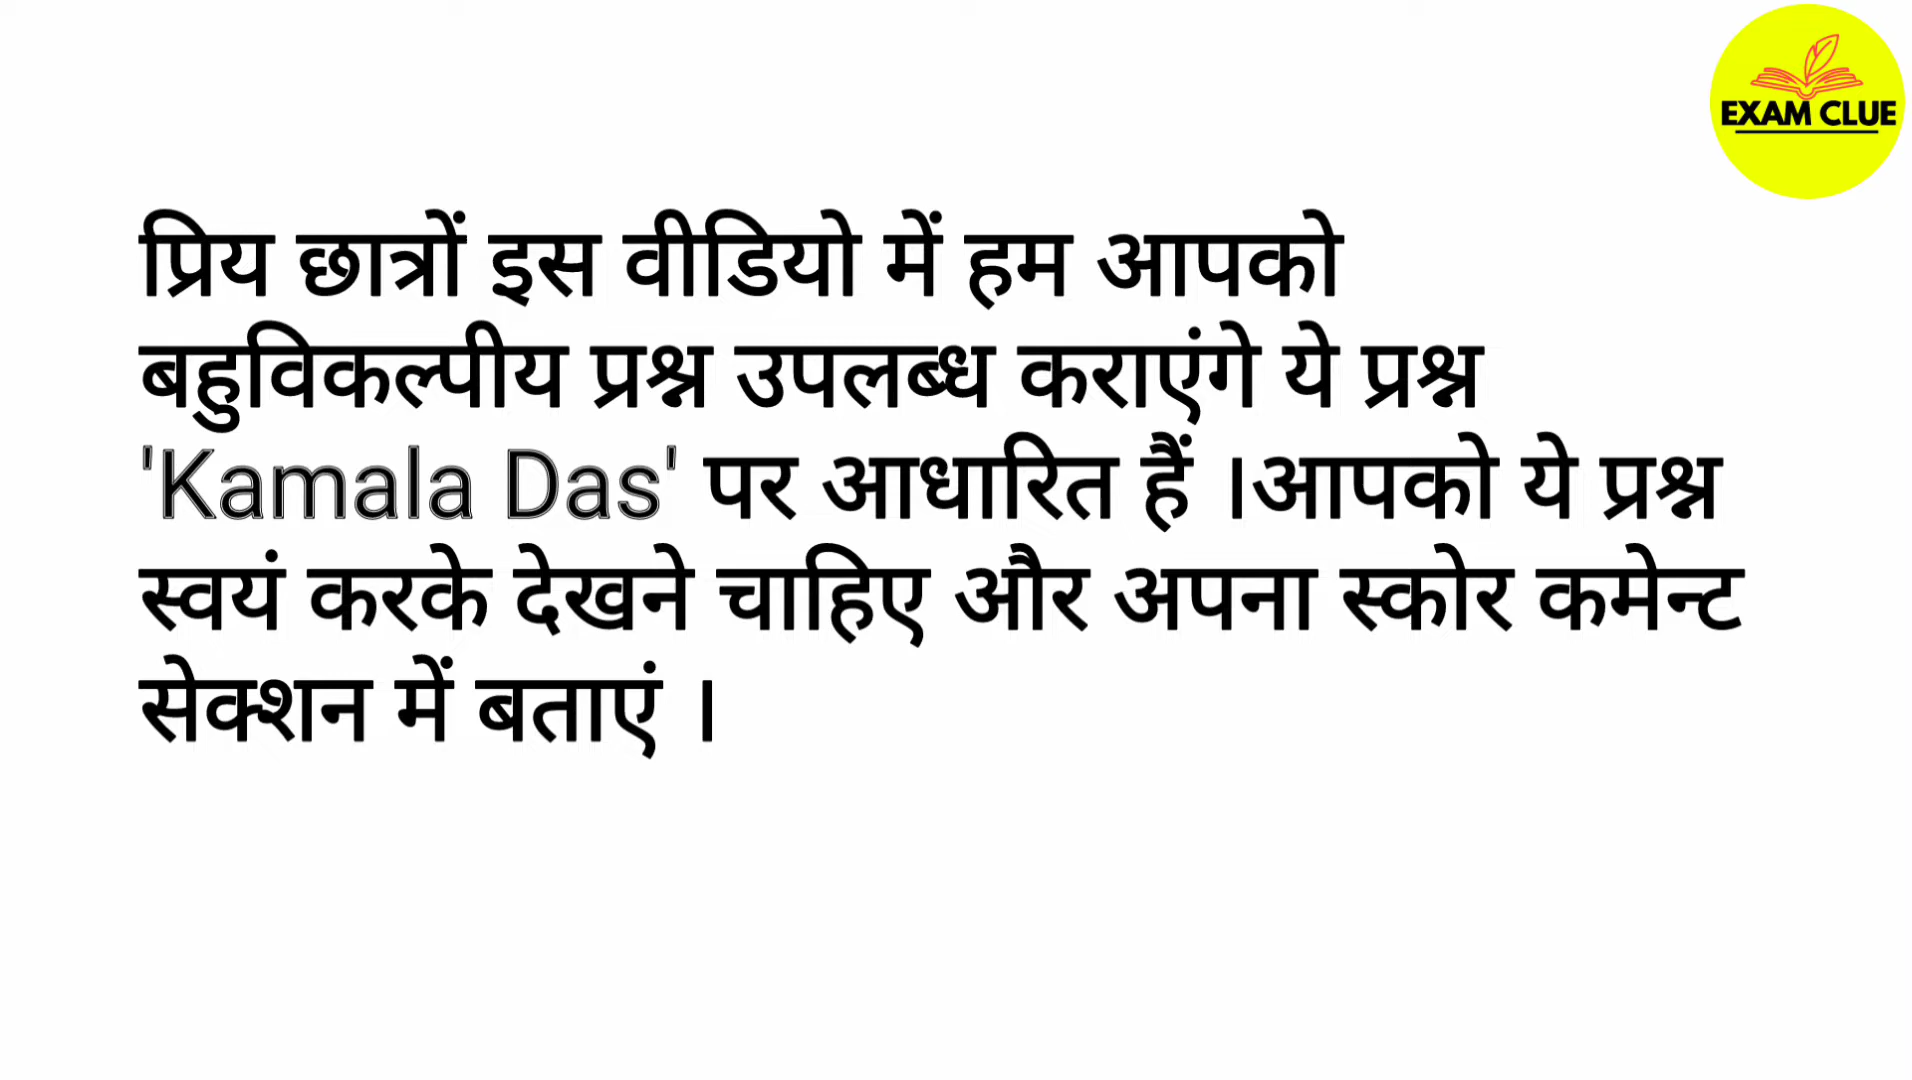 EXAM CLUE
प्रिय छात्रों इस वीडियो में हम आपको
बहुविकल्पीय प्रश्न उपलब्ध कराएंगे ये प्रश्न
'Kamala Das' पर आधारित हैं ।आपको ये प्रश्न
स्वयं करके देखने चाहिए और अपना स्कोर कमेन्ट
सेक्शन में बताएं ।